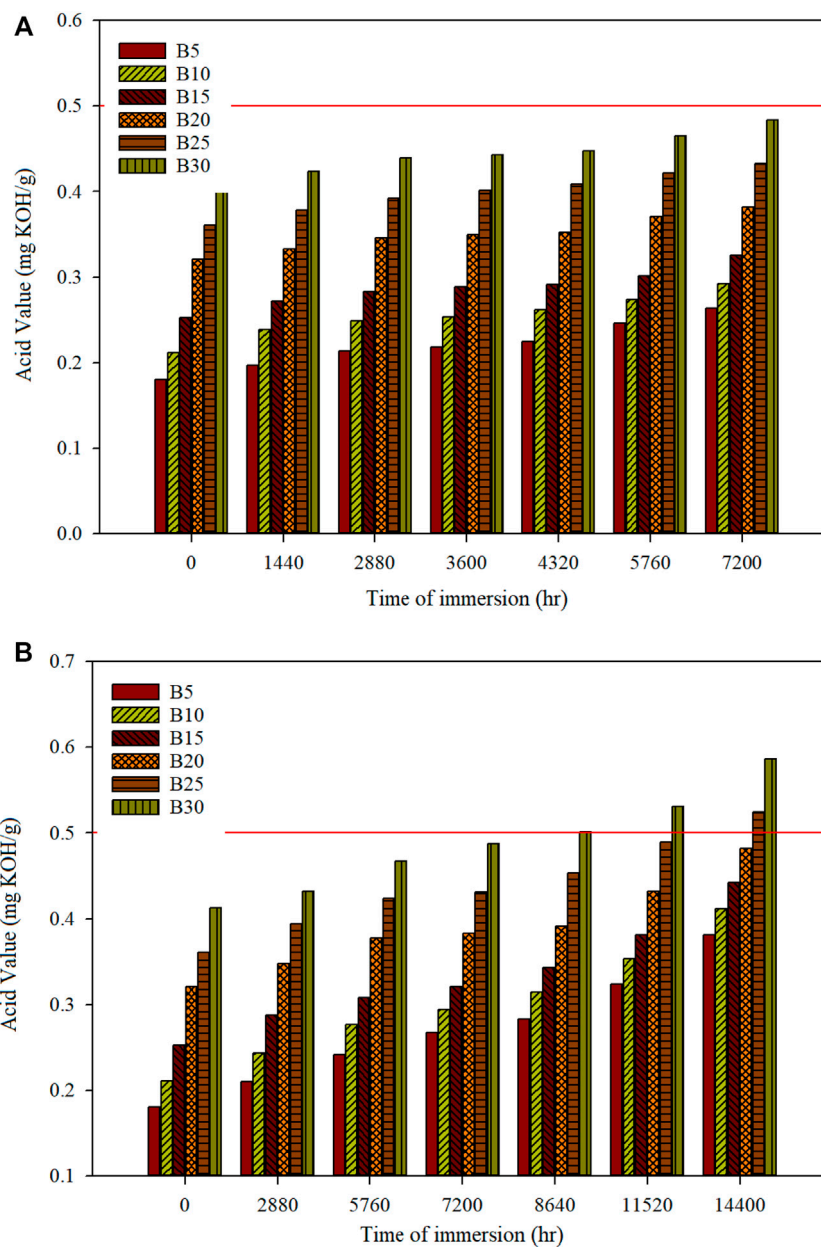 A
0.6
0.5
0.4
0.3
0.2
0.1
0.0
Acid Value (mg KOH/g)
B5
B10
B15
B20
B25
B30
0 1440 2880 3600 4320 5760 7200
Time of immersion (hr)
B
0.7
0.6
0.5
0.4
0.3
0.2
0.1
Acid Value (mg KOH/g)
B5
B10
B15
B20
B25
B30
0 2880 5760 7200 8640 11520 14400
Time of immersion (hr)